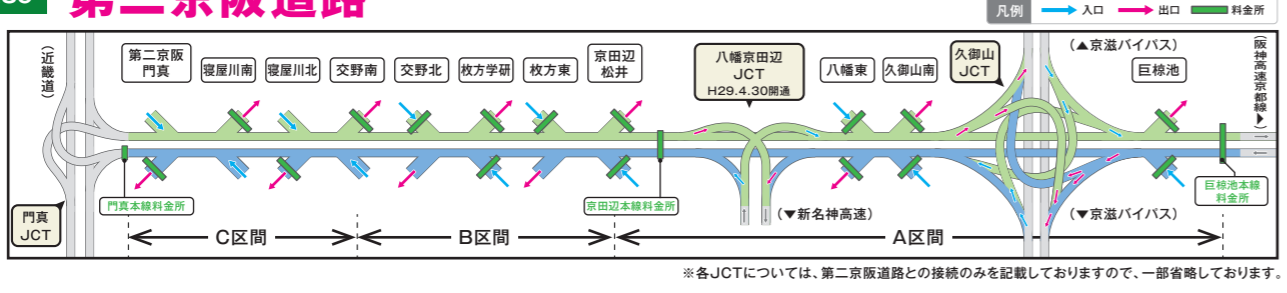 第二京阪道路
凡例 入口 出口 料金所
(近畿道)
第二京阪
門真
寝屋川南
寝屋川北
交野南
交野北
枚方学研
枚方東
京田辺
松井
八幡京田辺
JCT
H29.4.30開通
八幡東
久御山南
久御山
JCT
(▲京滋バイパス)
巨椋池
(阪神高速京都線▶)
門真
JCT
門真本線料金所
京田辺本線料金所
(▼新名神高速)
(▼京滋バイパス)
巨椋池本線
料金所
C区間
B区間
A区間
※各JCTについては、第二京阪道路との接続のみを記載しておりますので、一部省略しております。